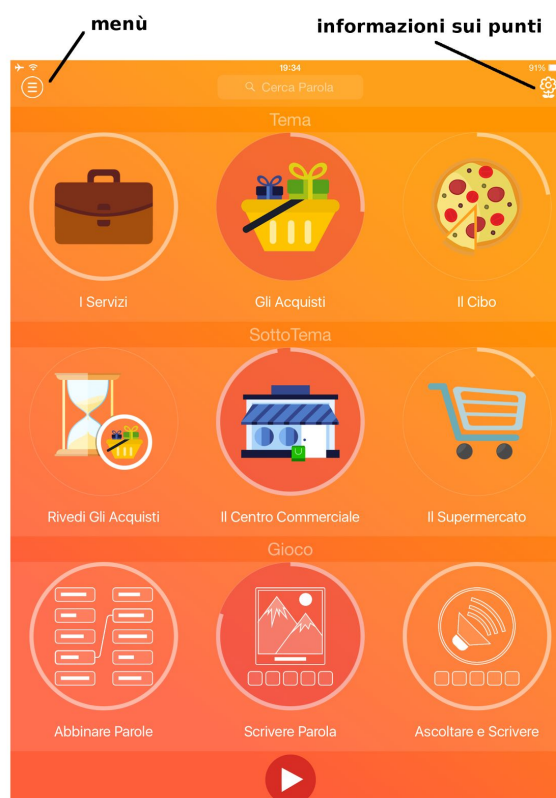 menù
informazioni sui punti
19:34
91%
Cerca Parola
Tema
I Servizi
Gli Acquisti
Il Cibo
SottoTema
Rivedi Gli Acquisti
Il Centro Commerciale
Il Supermercato
Gioco
Abbinare Parole
Scrivere Parola
Ascoltare e Scrivere